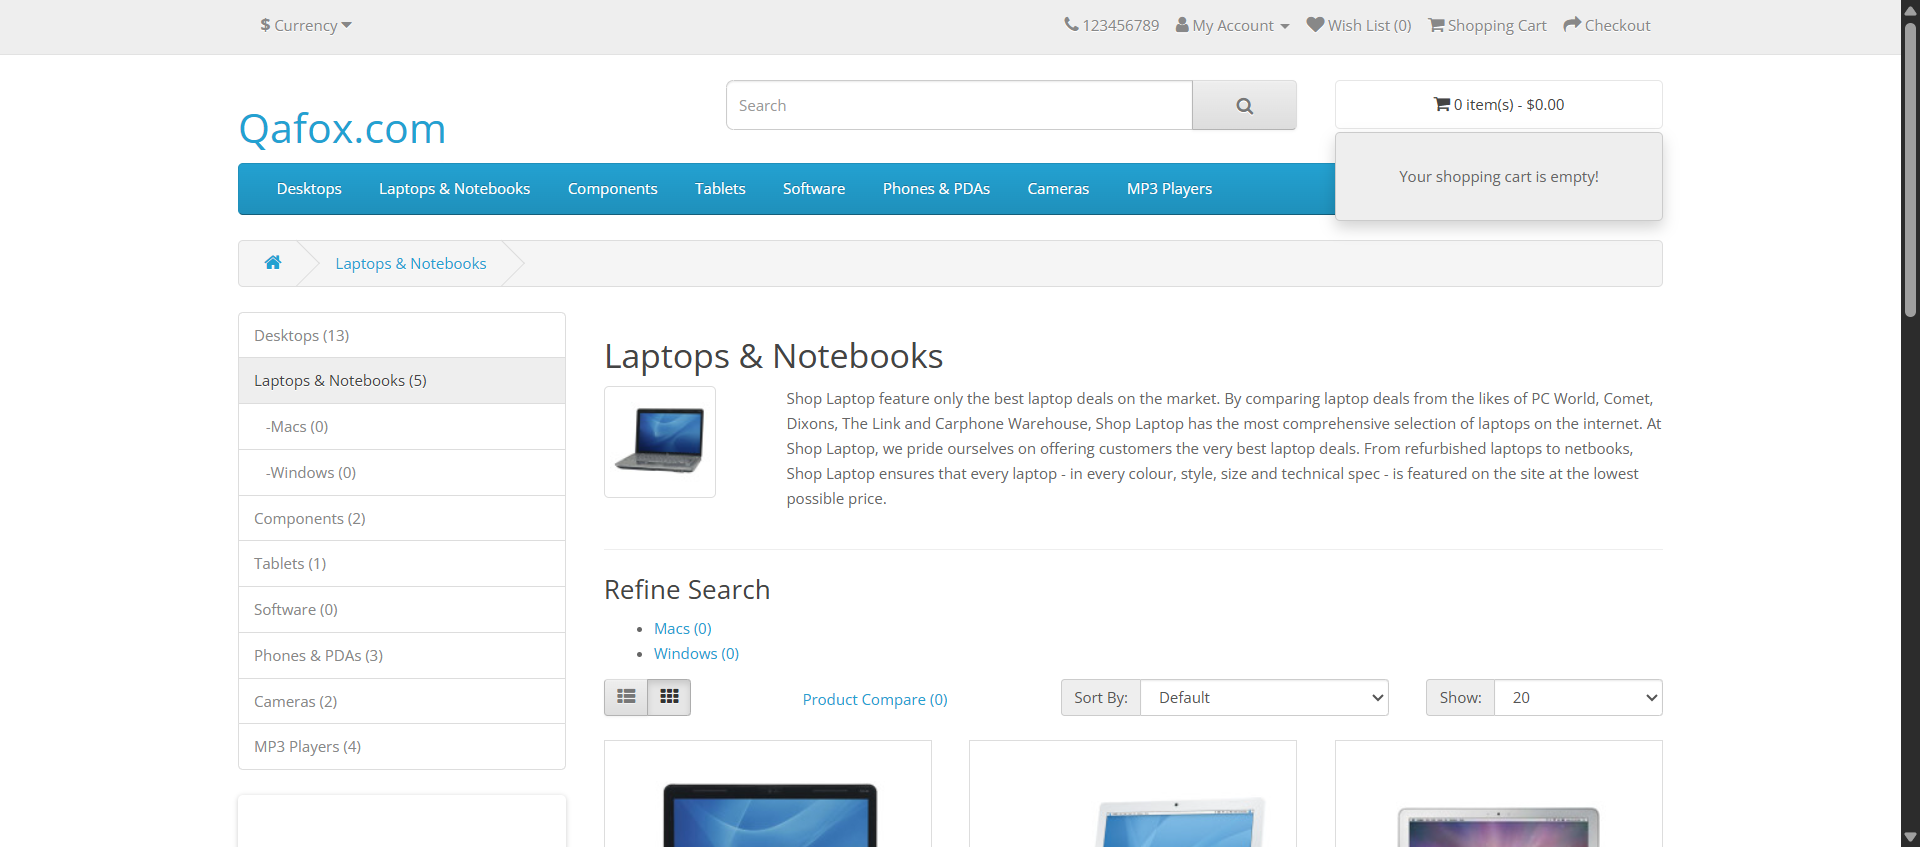 $ Currency
123456789 My Account Wish List (0) Shopping Cart Checkout
Qafox.com
Search
0 item(s) - $0.00
Your shopping cart is empty!
Desktops Laptops & Notebooks Components Tablets Software Phones & PDAs Cameras MP3 Players
Laptops & Notebooks
Desktops (13)
Laptops & Notebooks (5)
-Macs (0)
-Windows (0)
Components (2)
Tablets (1)
Software (0)
Phones & PDAs (3)
Cameras (2)
MP3 Players (4)
Laptops & Notebooks
Shop Laptop feature only the best laptop deals on the market. By comparing laptop deals from the likes of PC World, Comet,
Dixons, The Link and Carphone Warehouse, Shop Laptop has the most comprehensive selection of laptops on the internet. At
Shop Laptop, we pride ourselves on offering customers the very best laptop deals. From refurbished laptops to netbooks,
Shop Laptop ensures that every laptop - in every colour, style, size and technical spec - is featured on the site at the lowest
possible price.
Refine Search
Macs (0)
Windows (0)
Product Compare (0)
Sort By: Default
Show: 20